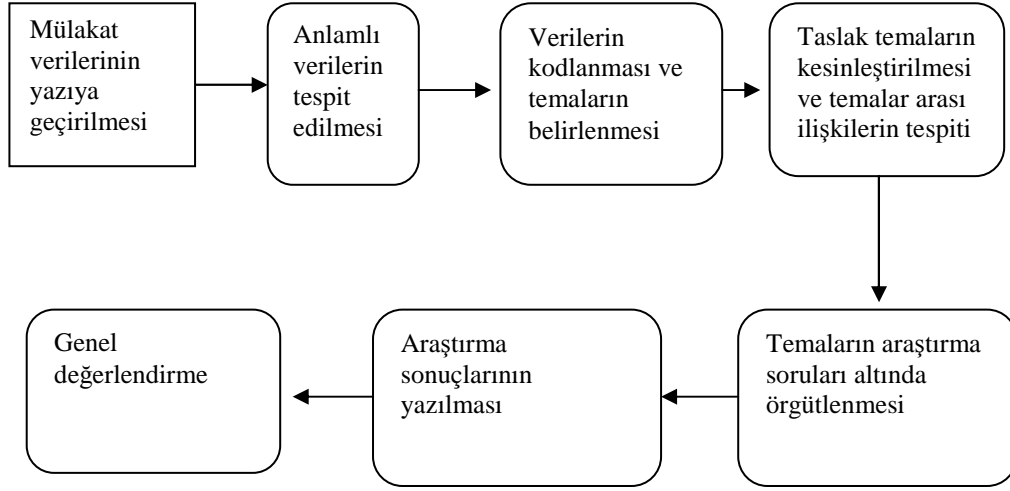 Mülakat
verilerinin
yazıya
geçirilmesi
Anlamlı
verilerin
tespit
edilmesi
Verilerin
kodlanması ve
temaların
belirlenmesi
Taslak temaların
kesinleştirilmesi
ve temalar arası
ilişkilerin tespiti
Temaların araştırma
soruları altında
örgütlenmesi
Araştırma
sonuçlarının
yazılması
Genel
değerlendirme